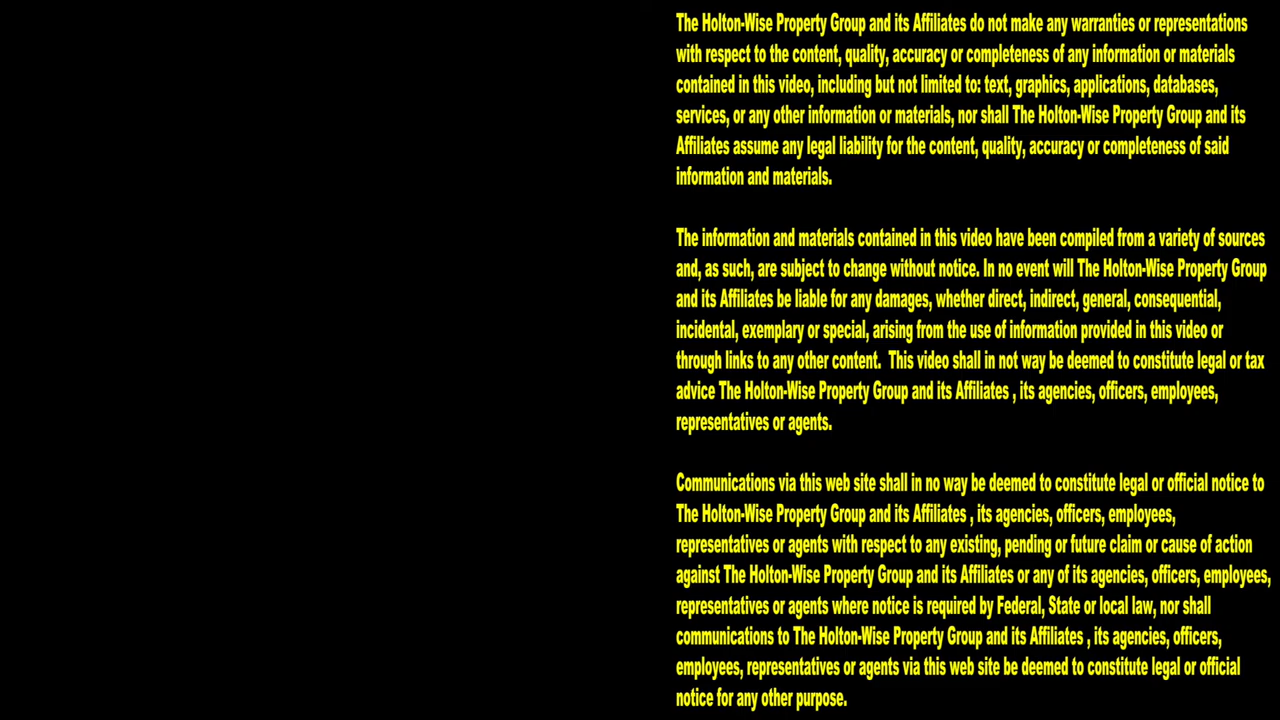 The Holton-Wise Property Group and its Affiliates do not make any warranties or representations
with respect to the content, quality, accuracy or completeness of any information or materials
contained in this video, including but not limited to: text, graphics, applications, databases,
services, or any other information or materials, nor shall The Holton-Wise Property Group and its
Affiliates assume any legal liability for the content, quality, accuracy or completeness of said
information and materials.
The information and materials contained in this video have been compiled from a variety of sources
and, as such, are subject to change without notice. In no event will The Holton-Wise Property Group
and its Affiliates be liable for any damages, whether direct, indirect, general, consequential,
incidental, exemplary or special, arising from the use of information provided in this video or
through links to any other content.  This video shall in not way be deemed to constitute legal or tax
advice The Holton-Wise Property Group and its Affiliates , its agencies, officers, employees,
representatives or agents.
Communications via this web site shall in no way be deemed to constitute legal or official notice to
The Holton-Wise Property Group and its Affiliates , its agencies, officers, employees,
representatives or agents with respect to any existing, pending or future claim or cause of action
against The Holton-Wise Property Group and its Affiliates or any of its agencies, officers, employees,
representatives or agents where notice is required by Federal, State or local law, nor shall
communications to The Holton-Wise Property Group and its Affiliates , its agencies, officers,
employees, representatives or agents via this web site be deemed to constitute legal or official
notice for any other purpose.